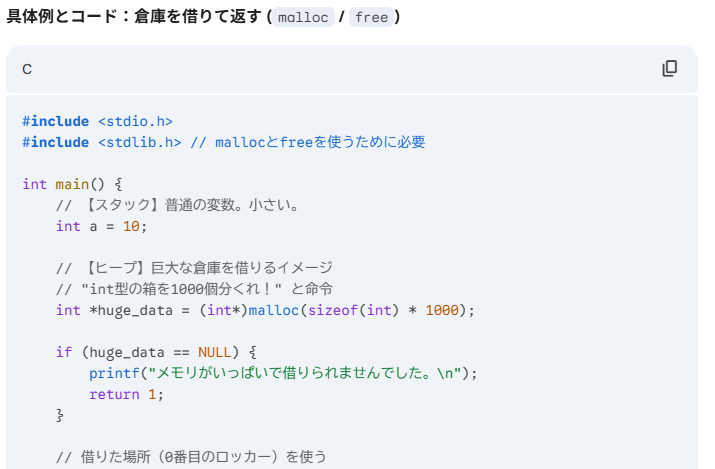 具体例とコード：倉庫を借りて返す ( malloc / free )
C
#include <stdio.h>
#include <stdlib.h> // mallocとfreeを使うために必要
int main() {
// 【スタック】普通の変数。小さい。
int a = 10;
// 【ヒープ】巨大な倉庫を借りるイメージ
// "int型の箱を1000個分くれ！" と命令
int *huge_data = (int*)malloc(sizeof(int) * 1000);
if (huge_data == NULL) {
printf("メモリがいっぱいで借りられませんでした。\n");
return 1;
}
// 借りた場所（0番目のロッカー）を使う